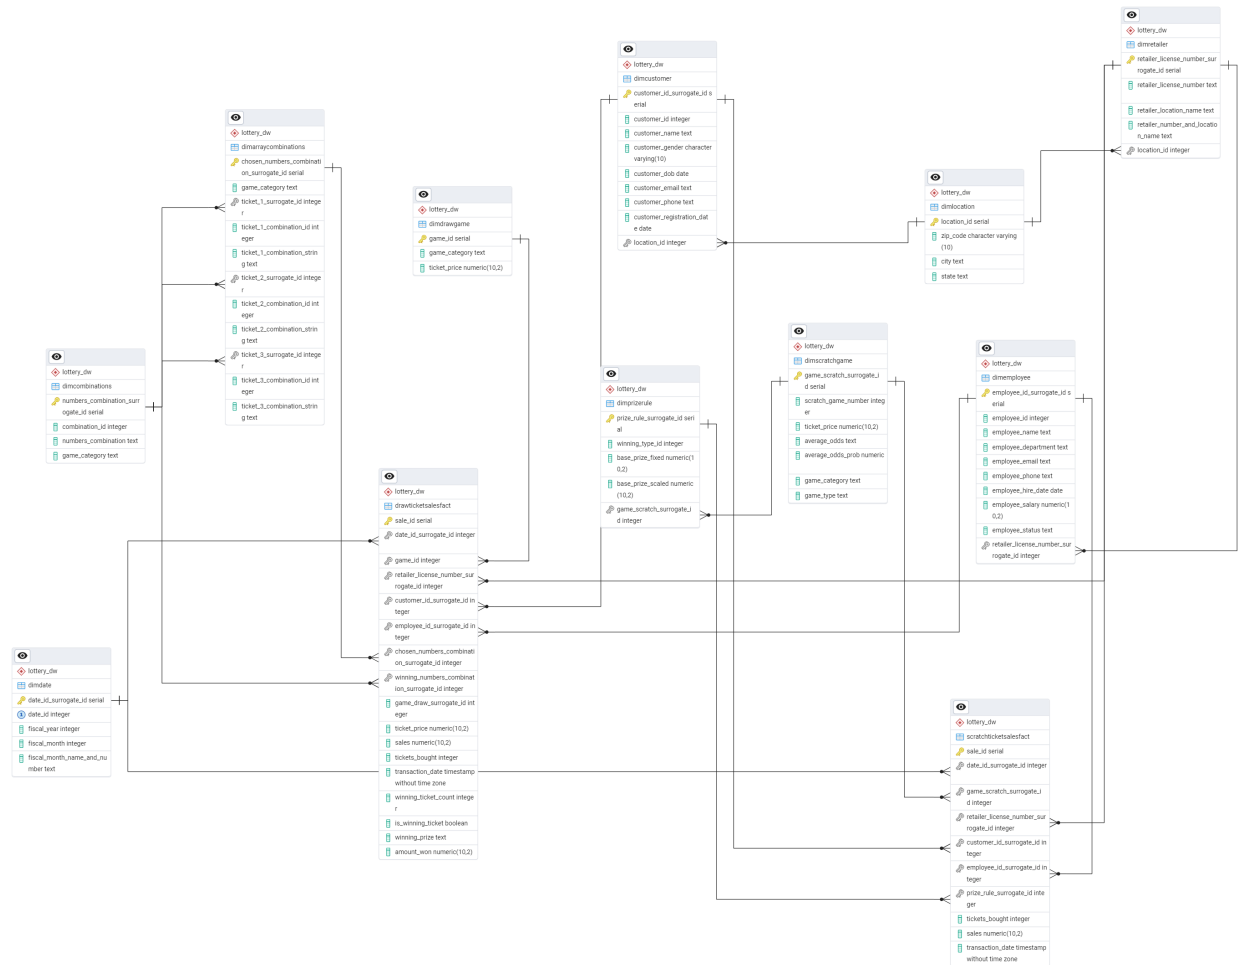 lottery_dw
dimretailer
retailer_license_number_sur
rogate_id serial
retailer_license_number text
retailer_location_name text
retailer_number_and_locatio
n_name text
location_id integer
lottery_dw
dimcustomer
customer_id_surrogate_id s
erial
customer_id integer
customer_name text
customer_gender character
varying(10)
customer_dob date
customer_email text
customer_phone text
customer_registration_dat
e date
location_id integer
lottery_dw
dimarraycombinations
chosen_numbers_combinati
on_surrogate_id serial
game_category text
ticket_1_surrogate_id intege
r
ticket_1_combination_id int
eger
ticket_1_combination_strin
g text
ticket_2_surrogate_id intege
r
ticket_2_combination_id int
eger
ticket_2_combination_strin
g text
ticket_3_surrogate_id intege
r
ticket_3_combination_id int
eger
ticket_3_combination_strin
g text
lottery_dw
dimlocation
location_id serial
zip_code character varying
(10)
city text
state text
lottery_dw
dimdrawgame
game_id serial
game_category text
ticket_price numeric(10,2)
lottery_dw
dimscratchgame
game_scratch_surrogate_i
d serial
scratch_game_number integ
er
ticket_price numeric(10,2)
average_odds text
average_odds_prob numeric
game_category text
game_type text
lottery_dw
dimemployee
employee_id_surrogate_id s
erial
employee_id integer
employee_name text
employee_department text
employee_email text
employee_phone text
employee_hire_date date
employee_salary numeric(1
0,2)
employee_status text
retailer_license_number_sur
rogate_id integer
lottery_dw
dimcombinations
numbers_combination_surr
ogate_id serial
combination_id integer
numbers_combination text
game_category text
lottery_dw
dimprizerule
prize_rule_surrogate_id seri
al
winning_type_id integer
base_prize_fixed numeric(1
0,2)
base_prize_scaled numeric
(10,2)
game_scratch_surrogate_i
d integer
lottery_dw
drawticketsalesfact
sale_id serial
date_id_surrogate_id integer
game_id integer
retailer_license_number_sur
rogate_id integer
customer_id_surrogate_id in
teger
employee_id_surrogate_id in
teger
chosen_numbers_combinati
on_surrogate_id integer
winning_numbers_combinat
ion_surrogate_id integer
game_draw_surrogate_id int
eger
ticket_price numeric(10,2)
sales numeric(10,2)
tickets_bought integer
transaction_date timestamp
without time zone
winning_ticket_count intege
r
is_winning_ticket boolean
winning_prize text
amount_won numeric(10,2)
lottery_dw
dimdate
date_id_surrogate_id serial
1
date_id integer
fiscal_year integer
fiscal_month integer
fiscal_month_name_and_nu
mber text
lottery_dw
scratchticketsalesfact
sale_id serial
date_id_surrogate_id integer
game_scratch_surrogate_i
d integer
retailer_license_number_sur
rogate_id integer
customer_id_surrogate_id in
teger
employee_id_surrogate_id in
teger
prize_rule_surrogate_id inte
ger
tickets_bought integer
sales numeric(10,2)
transaction_date timestamp
without time zone